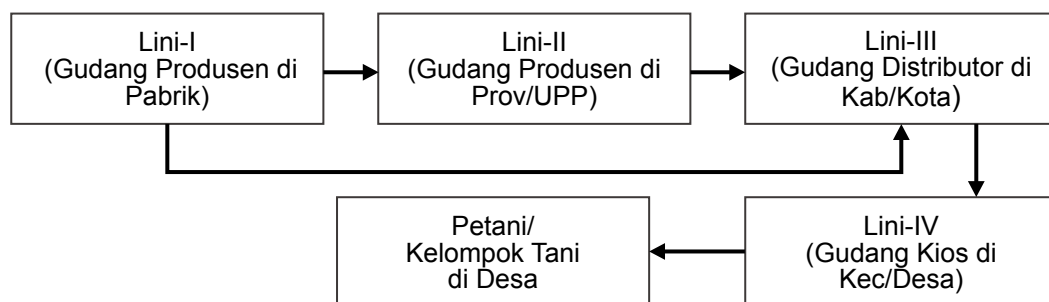 Lini-I
(Gudang Produsen di
Pabrik)
Lini-II
(Gudang Produsen di
Prov/UPP)
Lini-III
(Gudang Distributor di
Kab/Kota)
Petani/
Kelompok Tani
di Desa
Lini-IV
(Gudang Kios di
Kec/Desa)